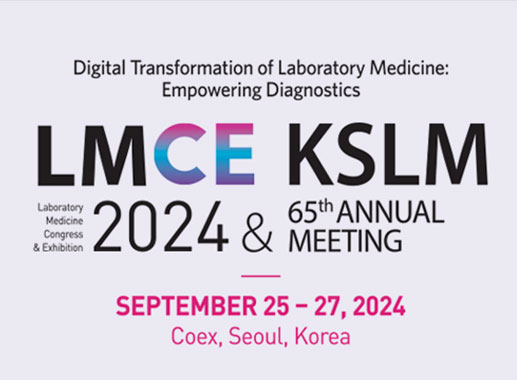 Digital Transformation of Laboratory Medicine:
Empowering Diagnostics
LMCE KSLM
Laboratory
Medicine
Congress
& Exhibition
2024 & 65th ANNUAL
MEETING
SEPTEMBER 25 – 27, 2024
Coex, Seoul, Korea